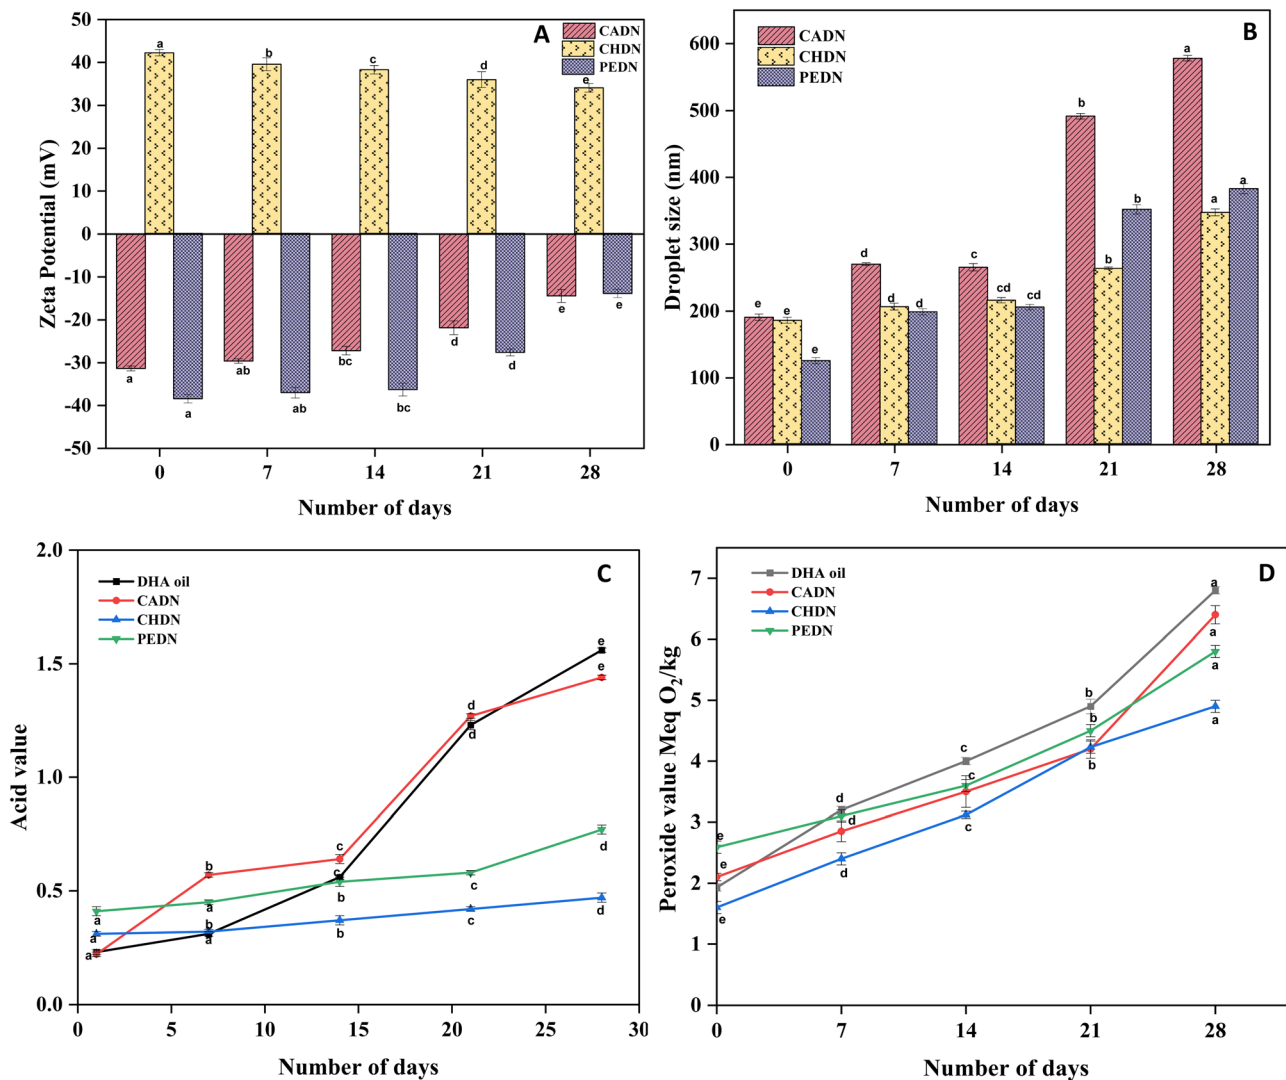 A
CADN
CHDN
PEDN
50
40
30
20
10
0
-10
-20
-30
-40
-50
Zeta Potential (mV)
a
b
c
d
e
a
ab
bc
d
e
a
ab
bc
d
e
0 7 14 21 28
Number of days
B
CADN
CHDN
PEDN
600
500
400
300
200
100
0
Droplet size (nm)
e
e
e
d
d
d
c
cd
cd
b
b
b
a
a
a
0 7 14 21 28
Number of days
C
DHA oil
CADN
CHDN
PEDN
2.0
1.5
1.0
0.5
0.0
Acid value
a
a
a
b
a
b
a
c
c
b
b
d
d
c
c
e
e
d
d
0 5 10 15 20 25 30
Number of days
D
DHA oil
CADN
CHDN
PEDN
7
6
5
4
3
2
1
0
Peroxide value Meq O₂/kg
e
e
e
d
d
d
c
c
c
b
b
b
a
a
a
a
0 7 14 21 28
Number of days